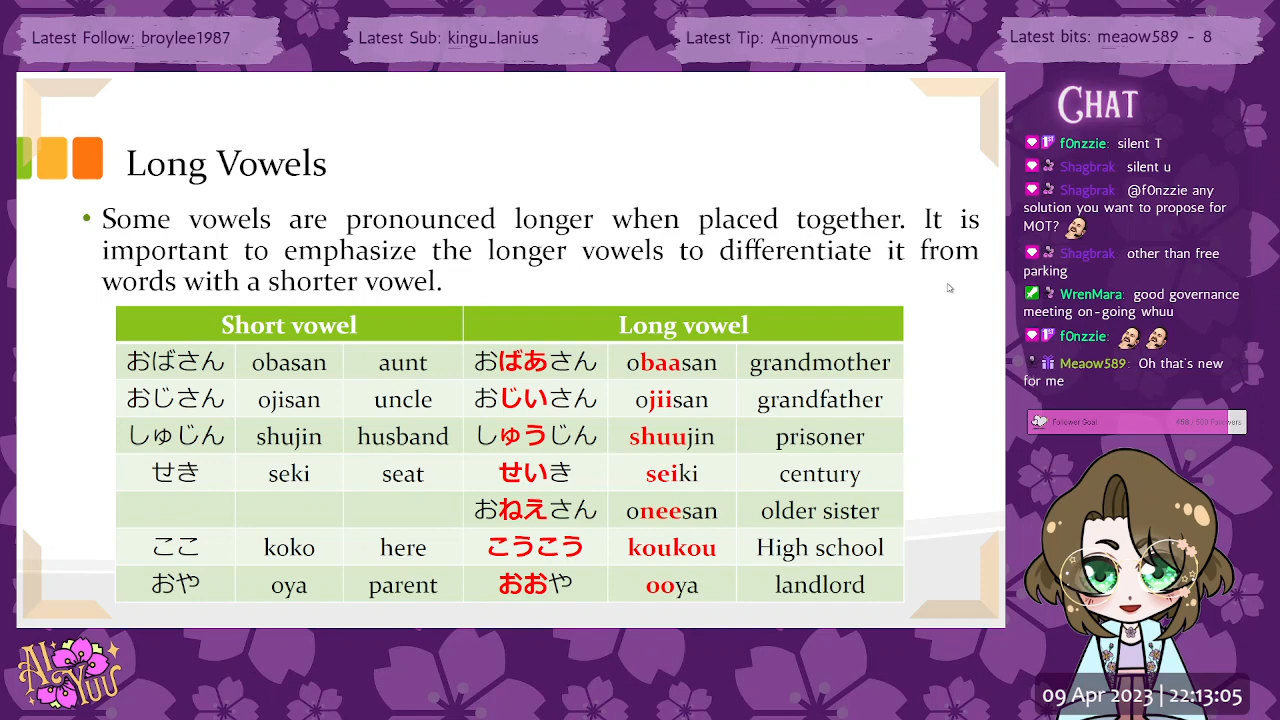 Latest Follow: broylee1987
Latest Sub: kingu_lanius
Latest Tip: Anonymous -
Latest bits: meaow589 - 8
Long Vowels
• Some vowels are pronounced longer when placed together. It is
important to emphasize the longer vowels to differentiate it from
words with a shorter vowel.
Short vowel Long vowel
おばさん obasan aunt おばあさん obaasan grandmother
おじさん ojisan uncle おじいさん ojiisan grandfather
しゅじん shujin husband しゅうじん shuujin prisoner
せき seki seat せいき seiki century
おねえさん oneesan older sister
ここ koko here こうこう koukou High school
おや oya parent おおや ooya landlord
CHAT
f0nzzie: silent T
Shagbrak: silent u
Shagbrak: @f0nzzie any
solution you want to propose for
MOT?
Shagbrak: other than free
parking
WrenMara: good governance
meeting on-going whuu
f0nzzie:
Meaow589: Oh that's new
for me
Follower Goal
AI YUU
09 Apr 2023 | 22:13:05